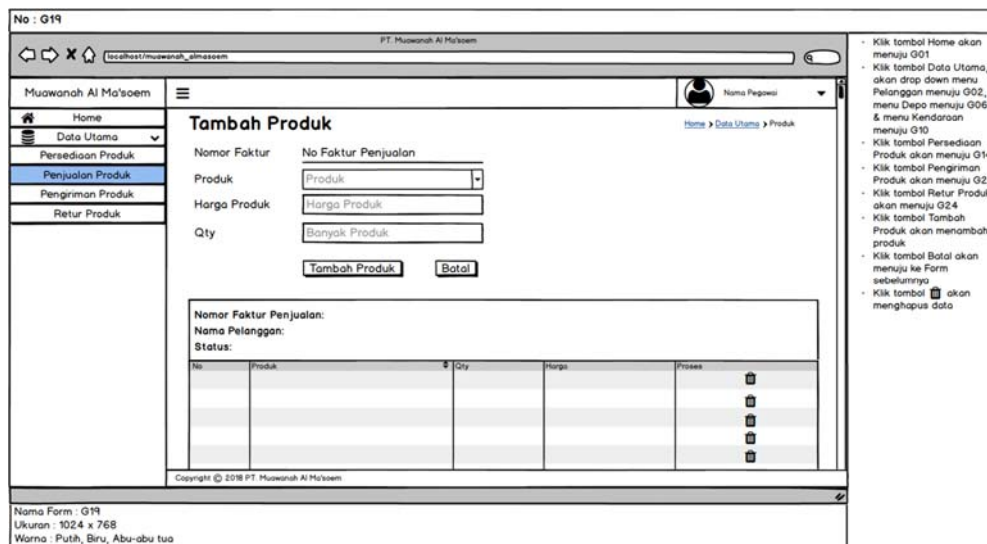 No : G19
PT. Muawanah Al Ma'soem
localhost/muawanah_almasoem
Muawanah Al Ma'soem
Nama Pegawai
Home
Data Utama
Persediaan Produk
Penjualan Produk
Pengiriman Produk
Retur Produk
Tambah Produk
Home > Data Utama > Produk
Nomor Faktur No Faktur Penjualan
Produk Produk
Harga Produk Harga Produk
Qty Banyak Produk
Tambah Produk Batal
Nomor Faktur Penjualan:
Nama Pelanggan:
Status:
No Produk Qty Harga Proses
Copyright © 2018 PT. Muawanah Al Ma'soem
- Klik tombol Home akan
menuju G01
- Klik tombol Data Utama,
akan drop down menu
Pelanggan menuju G02,
menu Depo menuju G06
& menu Kendaraan
menuju G10
- Klik tombol Persediaan
Produk akan menuju
- Klik tombol Pengiriman
Produk akan menuju
- Klik tombol Retur Produk
akan menuju G24
- Klik tombol Tambah
Produk akan menambah
produk
- Klik tombol Batal akan
menuju ke Form
sebelumnya
- Klik tombol akan
menghapus data
Nama Form : G19
Ukuran : 1024 x 768
Warna : Putih, Biru, Abu-abu tua